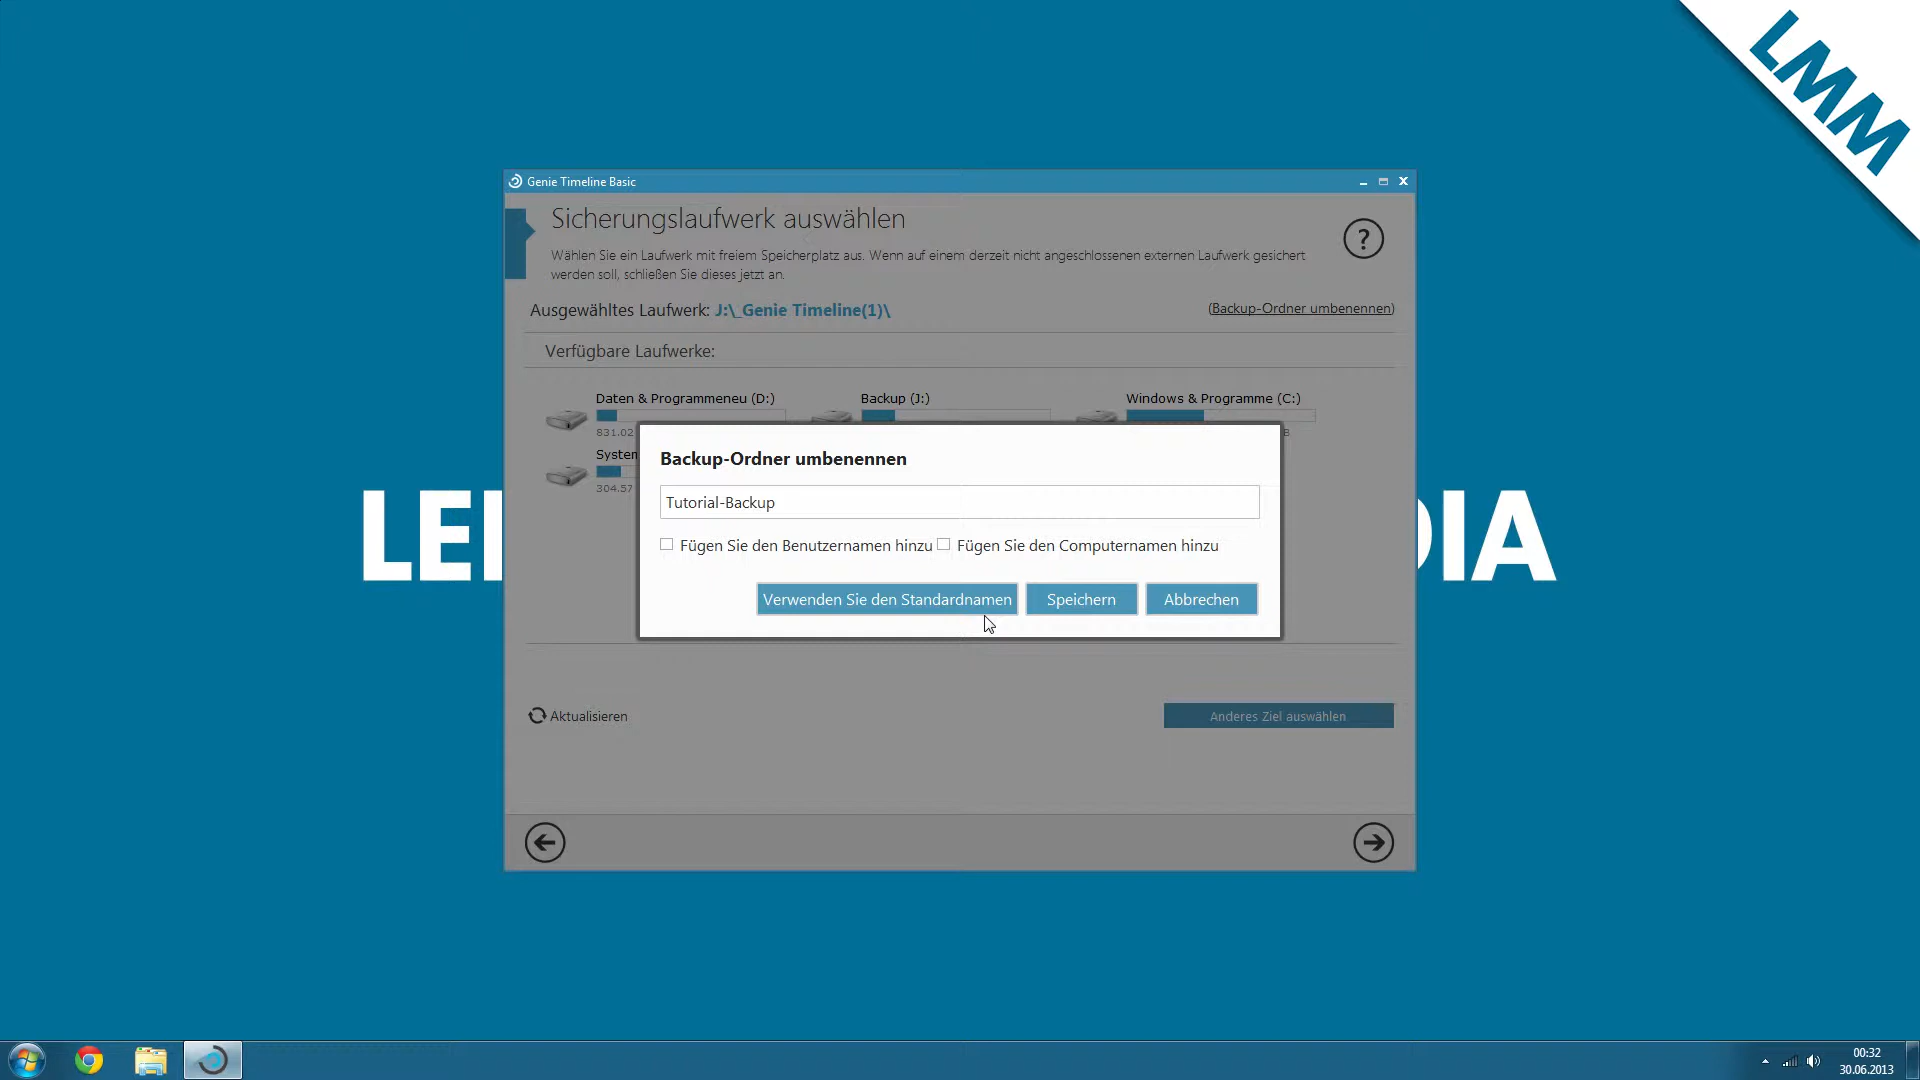 LMM
Genie Timeline Basic
Sicherungslaufwerk auswählen
?
Wählen Sie ein Laufwerk mit freiem Speicherplatz aus. Wenn auf einem derzeit nicht angeschlossenen externen Laufwerk gesichert
werden soll, schließen Sie dieses jetzt an.
Ausgewähltes Laufwerk: J:\_Genie Timeline(1)\
(Backup-Ordner umbenennen)
Verfügbare Laufwerke:
Daten & Programmeneu (D:)
Backup (J:)
Windows & Programme (C:)
831.02
B
System
304.57
Backup-Ordner umbenennen
Tutorial-Backup
Fügen Sie den Benutzernamen hinzu
Fügen Sie den Computernamen hinzu
Verwenden Sie den Standardnamen
Speichern
Abbrechen
LEI
DIA
Aktualisieren
Anderes Ziel auswählen
00:32
30.06.2013